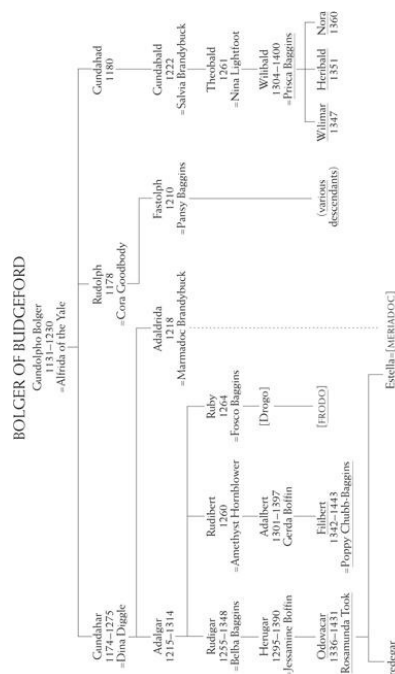 BOLGER OF BUDGEFORD
Gundolpho Bolger
1131–1230
=Alfrida of the Yale
Gundahar
1174–1275
=Dina Diggle
Rudolph
1178
=Cora Goodbody
Gundahad
1180
Adalgar
1215–1314
Adaldrida
1218
=Marmadoc Brandybuck
Fastolph
1210
=Pansy Baggins
Gundabald
1222
=Salvia Brandybuck
Rudigar
1255–1348
=Belba Baggins
Rudibert
1260
=Amethyst Hornblower
Ruby
1264
=Fosco Baggins
Theobald
1261
=Nina Lightfoot
Herugar
1295–1390
=Jessamine Boffin
Adalbert
1301–1397
Gerda Boffin
[Drogo]
Wilibald
1304–1400
=Prisca Baggins
Odovacar
1336–1431
Rosamunda Took
Filibert
1342–1443
=Poppy Chubb-Baggins
[FRODO]
(various
descendants)
Wilimar
1347
Heribald
1351
Nora
1360
redegar
Estella=[MERIADOC]